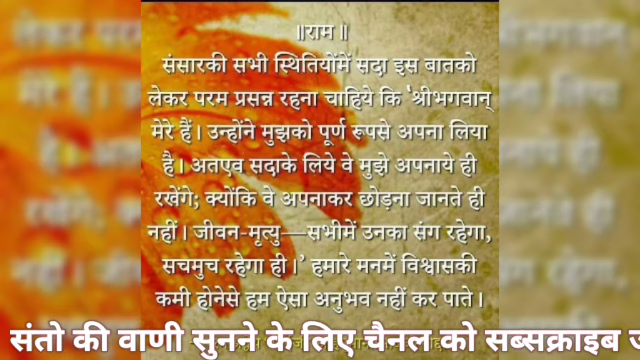 ॥राम॥
संसारकी सभी स्थितियोंमें सदा इस बातको
लेकर परम प्रसन्न रहना चाहिये कि 'श्रीभगवान्
मेरे हैं। उन्होंने मुझको पूर्ण रूपसे अपना लिया
है। अतएव सदाके लिये वे मुझे अपनाये ही
रखेंगे; क्योंकि वे अपनाकर छोड़ना जानते ही
नहीं। जीवन-मृत्यु—सभीमें उनका संग रहेगा,
सचमुच रहेगा ही।' हमारे मनमें विश्वासकी
कमी होनेसे हम ऐसा अनुभव नहीं कर पाते।
संतो की वाणी सुनने के लिए चैनल को सब्सक्राइब